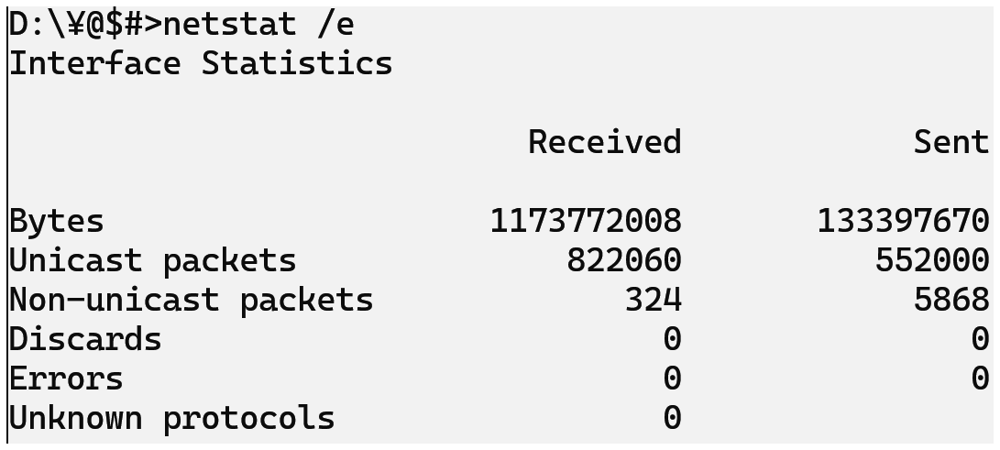 D:\¥@$#>netstat /e
Interface Statistics
Received Sent
Bytes 1173772008 133397670
Unicast packets 822060 552000
Non-unicast packets 324 5868
Discards 0 0
Errors 0 0
Unknown protocols 0